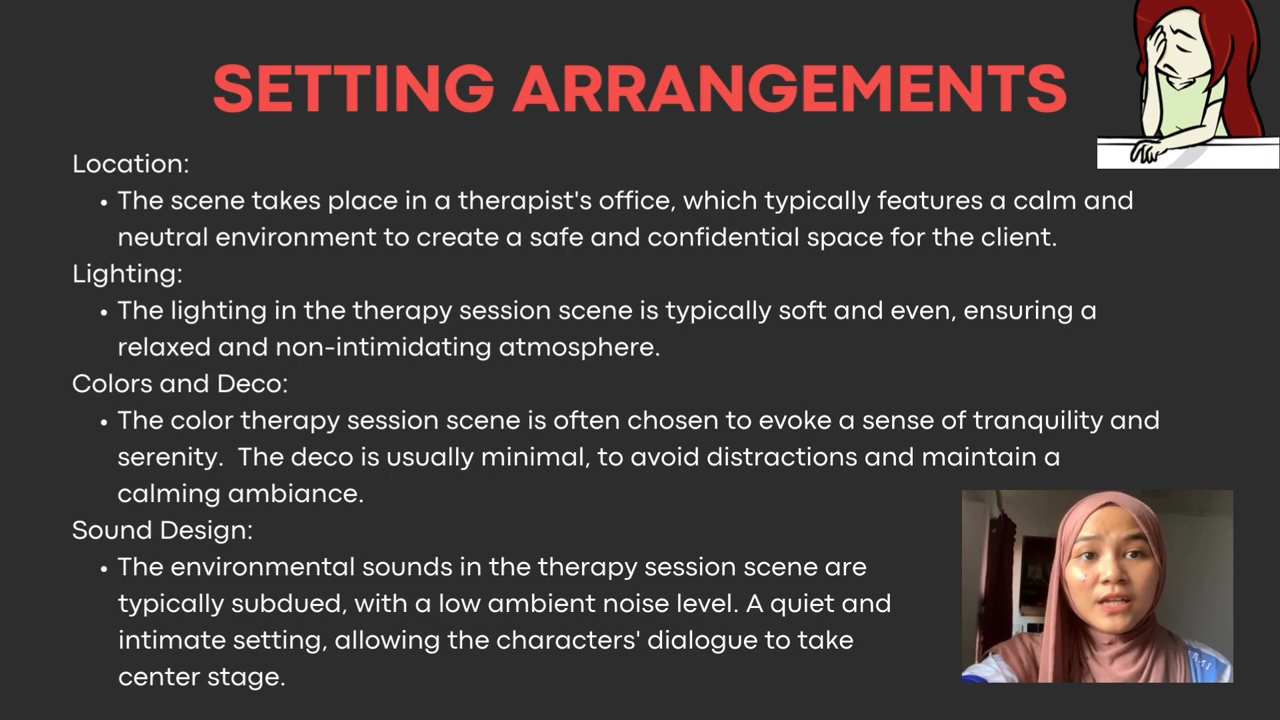 SETTING ARRANGEMENTS
Location:
• The scene takes place in a therapist's office, which typically features a calm and
neutral environment to create a safe and confidential space for the client.
Lighting:
• The lighting in the therapy session scene is typically soft and even, ensuring a
relaxed and non-intimidating atmosphere.
Colors and Deco:
• The color therapy session scene is often chosen to evoke a sense of tranquility and
serenity.  The deco is usually minimal, to avoid distractions and maintain a
calming ambiance.
Sound Design:
• The environmental sounds in the therapy session scene are
typically subdued, with a low ambient noise level. A quiet and
intimate setting, allowing the characters' dialogue to take
center stage.